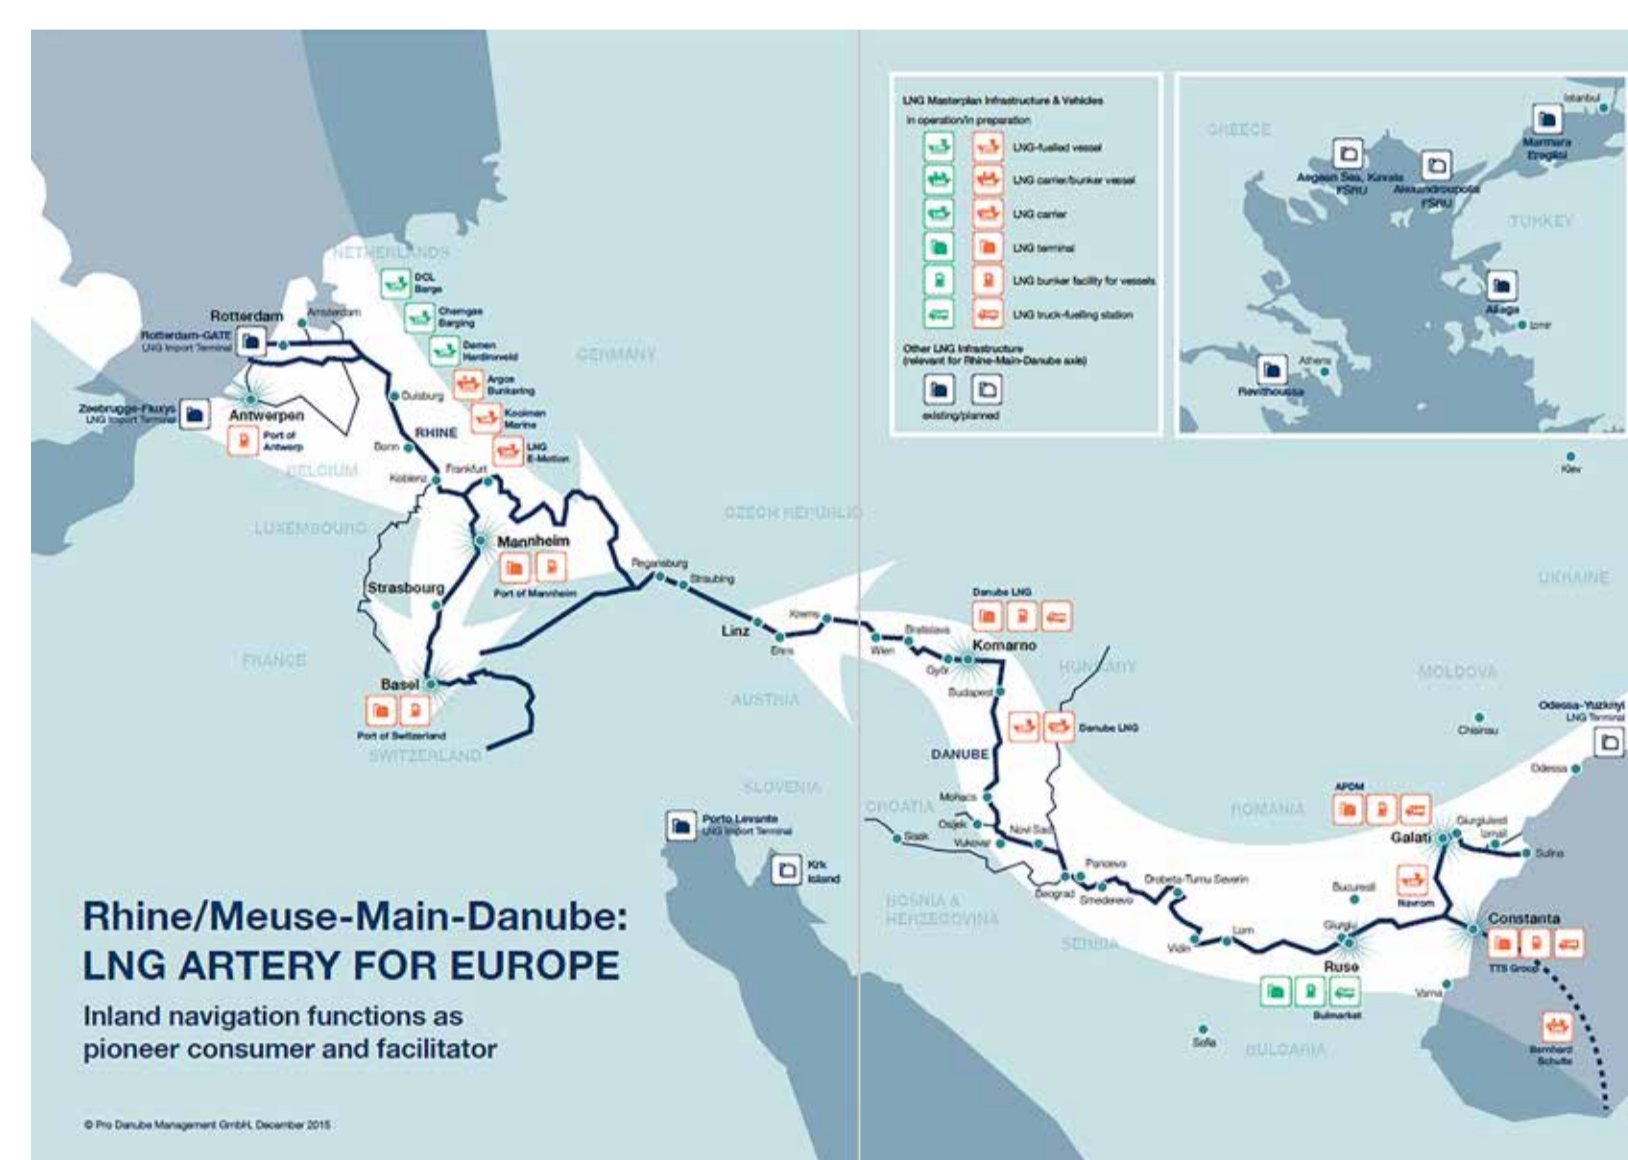 LNG Masterplan Infrastructure & Vehicles
in operation/in preparation
LNG-fuelled vessel
LNG carrier/bunker vessel
LNG carrier
LNG terminal
LNG bunker facility for vessels
LNG truck-fuelling station
Other LNG Infrastructure
(relevant for Rhine-Main-Danube axis)
existing/planned
GREECE
Istanbul
Marmara
Ereglisi
Aegean Sea, Kavala
FSRU
Alexandroupolis
FSRU
TURKEY
Aliaga
Izmir
Athens
Revithoussa
NETHERLANDS
DCL
Barge
Chemgas
Barging
Damen
Hardinxveld
Argos
Bunkering
Kooiman
Marine
LNG
E-Motion
Rotterdam
Amsterdam
Rotterdam-GATE
LNG Import Terminal
GERMANY
Zeebrugge-Fluxys
LNG Import Terminal
Antwerpen
Port of
Antwerp
Duisburg
RHINE
Bonn
BELGIUM
Koblenz
Frankfurt
LUXEMBOURG
CZECH REPUBLIC
Kiev
Mannheim
Port of Mannheim
Strasbourg
Regensburg
Straubing
UKRAINE
Danube LNG
Linz
Krems
Enns
Wien
Bratislava
Komarno
Györ
HUNGARY
FRANCE
Basel
Port of Switzerland
SWITZERLAND
AUSTRIA
Budapest
MOLDOVA
Odessa-Yuzknyi
LNG Terminal
Chisinau
Danube LNG
DANUBE
Odessa
SLOVENIA
APDM
Mohacs
CROATIA
ROMANIA
Porto Levante
LNG Import Terminal
Osijek
Sisak
Vukovar
Novi Sad
Galati
Giurgiulesti
Izmail
Sulina
Krk
Island
Pancevo
Beograd
Smederevo
Drobeta-Turnu Severin
Bucuresti
Navrom
BOSNIA &
HERZEGOVINA
SERBIA
Vidin
Lom
Giurgiu
Ruse
Constanta
TTS Group
Bulmarket
Varna
Sofia
BULGARIA
Bernhard
Schulte
Rhine/Meuse-Main-Danube:
LNG ARTERY FOR EUROPE
Inland navigation functions as
pioneer consumer and facilitator
© Pro Danube Management GmbH, December 2015